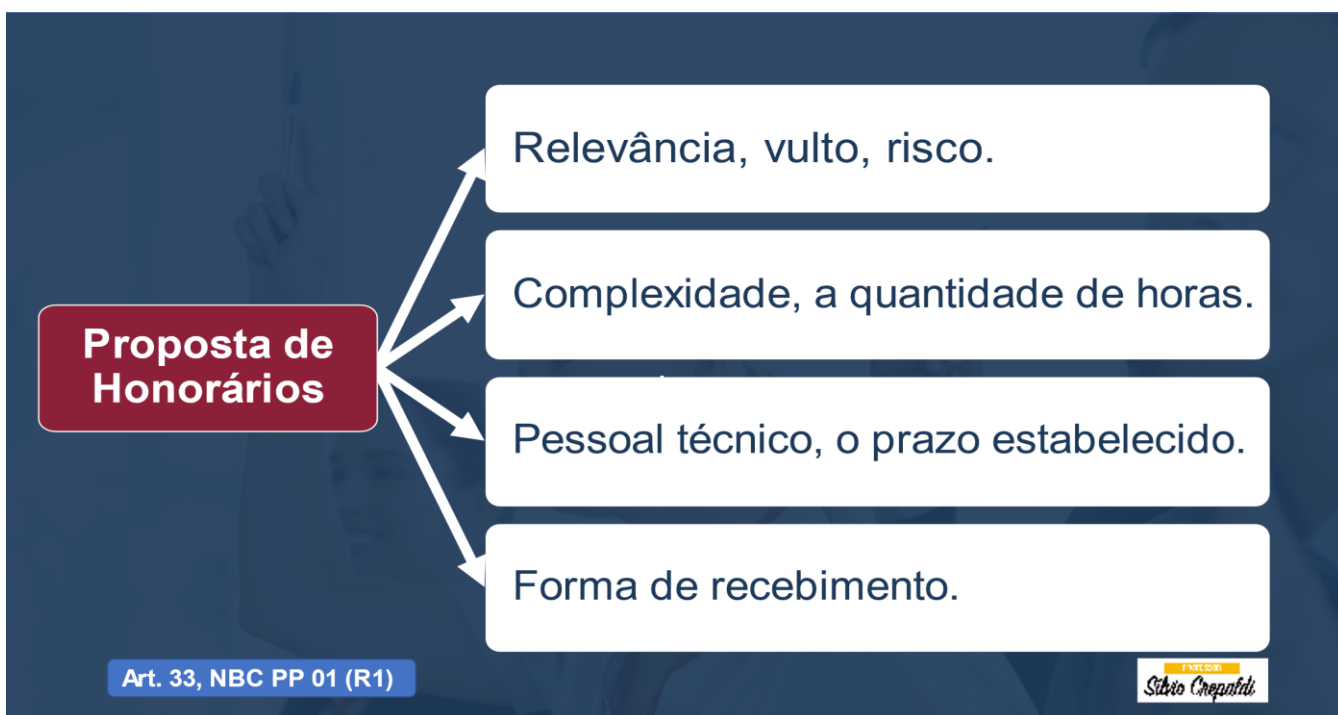 Relevância, vulto, risco.
Complexidade, a quantidade de horas.
Proposta de
Honorários
Pessoal técnico, o prazo estabelecido.
Forma de recebimento.
Art. 33, NBC PP 01 (R1)
Silvio Crepaldi